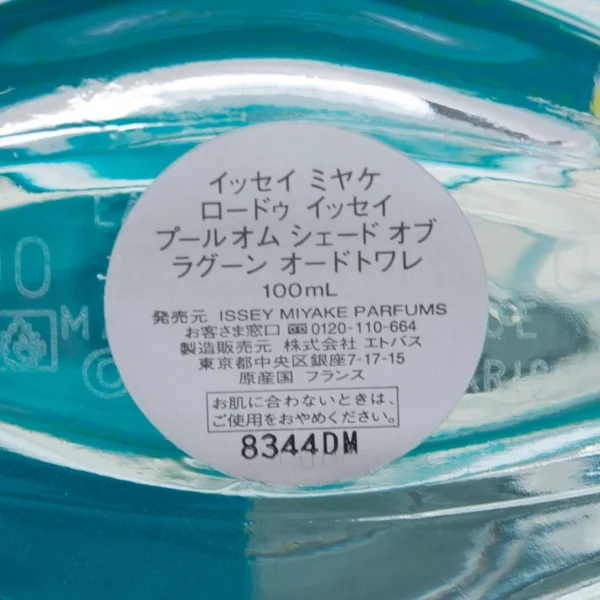 イッセイ ミヤケ
ロードゥ イッセイ
プールオム シェード オブ
ラグーン オードトワレ
100mL
発売元 ISSEY MIYAKE PARFUMS
お客さま窓口 0120-110-664
製造販売元 株式会社 エトバス
東京都中央区銀座7-17-15
原産国 フランス
お肌に合わないときは、
ご使用をおやめください。
8344DM